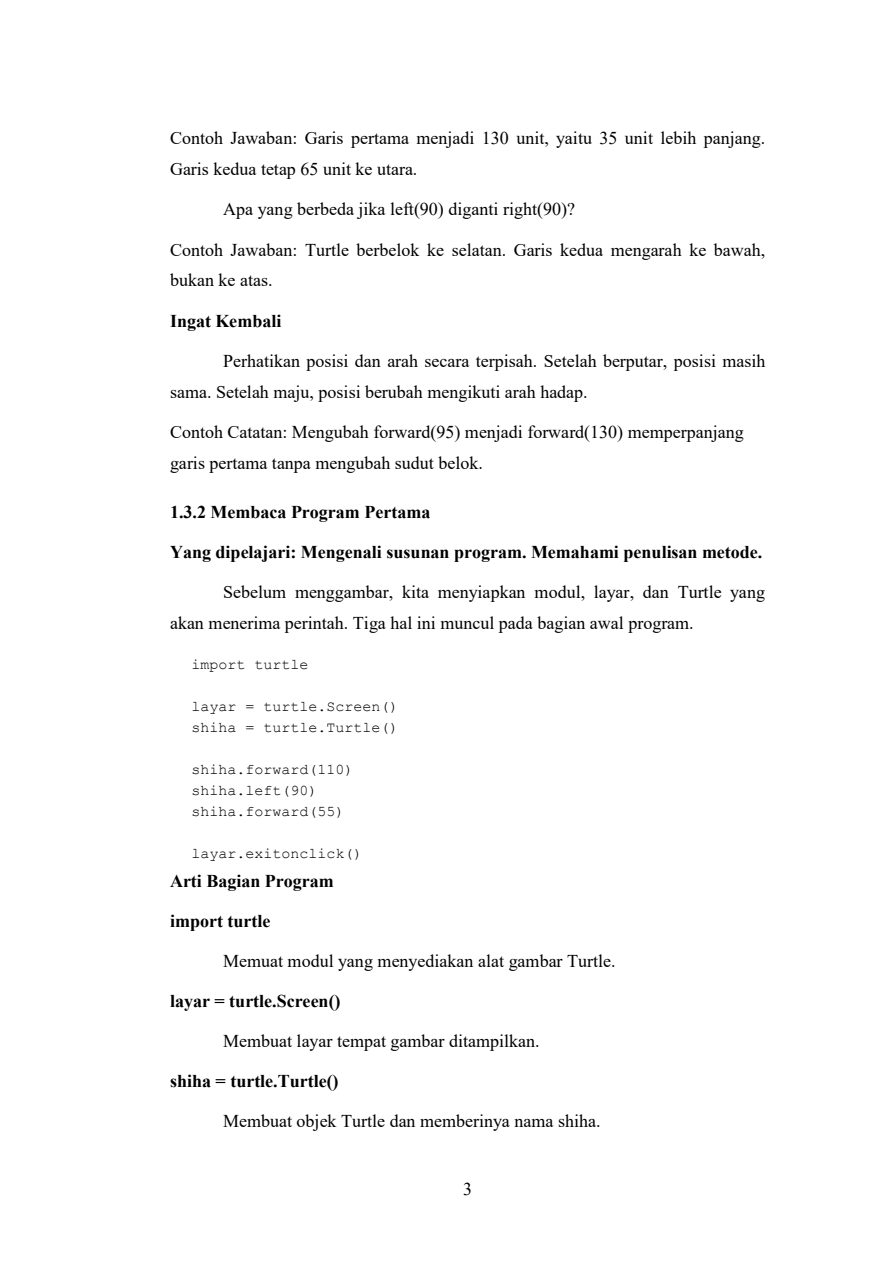 Contoh Jawaban: Garis pertama menjadi 130 unit, yaitu 35 unit lebih panjang.
Garis kedua tetap 65 unit ke utara.
Apa yang berbeda jika left(90) diganti right(90)?
Contoh Jawaban: Turtle berbelok ke selatan. Garis kedua mengarah ke bawah,
bukan ke atas.
Ingat Kembali
Perhatikan posisi dan arah secara terpisah. Setelah berputar, posisi masih
sama. Setelah maju, posisi berubah mengikuti arah hadap.
Contoh Catatan: Mengubah forward(95) menjadi forward(130) memperpanjang
garis pertama tanpa mengubah sudut belok.
1.3.2 Membaca Program Pertama
Yang dipelajari: Mengenali susunan program. Memahami penulisan metode.
Sebelum menggambar, kita menyiapkan modul, layar, dan Turtle yang
akan menerima perintah. Tiga hal ini muncul pada bagian awal program.
import turtle
layar = turtle.Screen()
shiha = turtle.Turtle()
shiha.forward(110)
shiha.left(90)
shiha.forward(55)
layar.exitonclick()
Arti Bagian Program
import turtle
Memuat modul yang menyediakan alat gambar Turtle.
layar = turtle.Screen()
Membuat layar tempat gambar ditampilkan.
shiha = turtle.Turtle()
Membuat objek Turtle dan memberinya nama shiha.
3